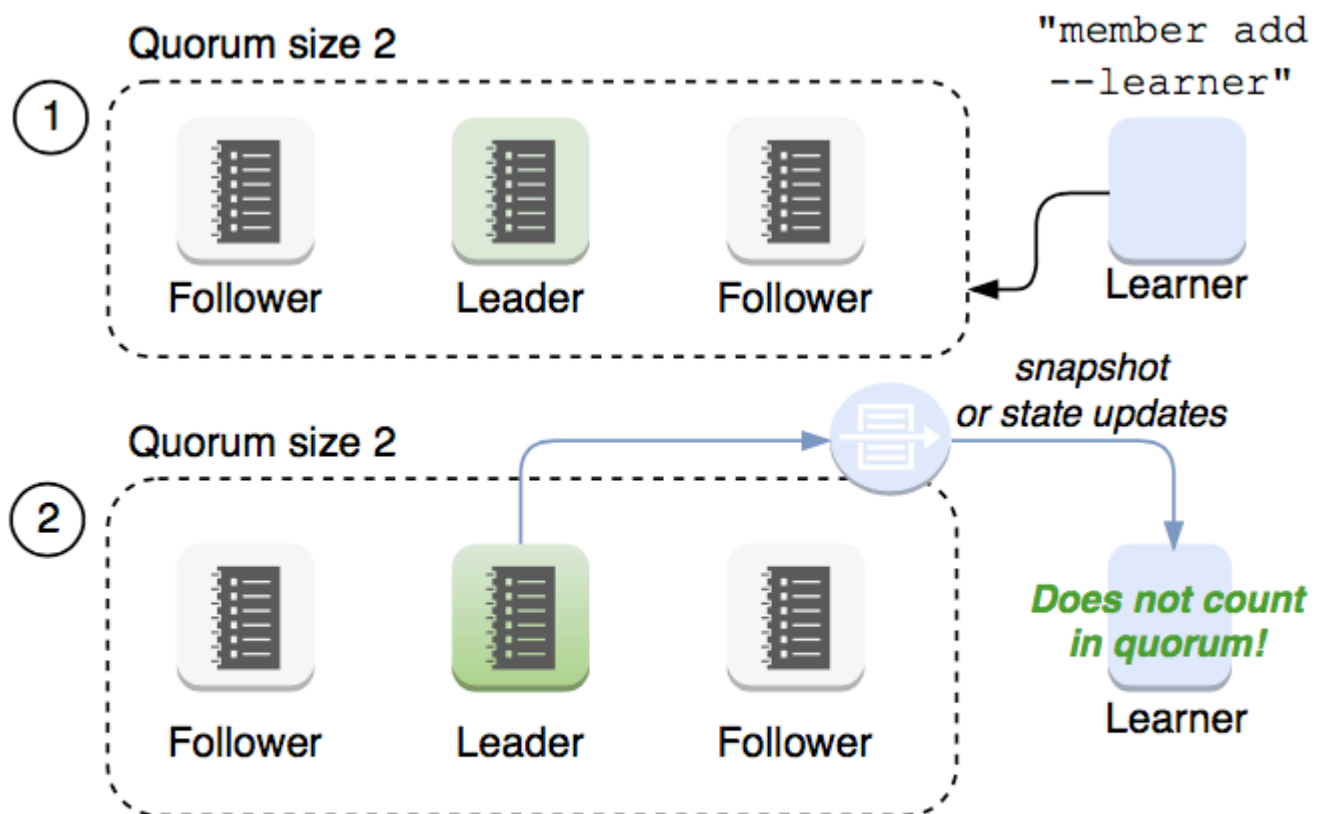 Quorum size 2
"member add
--learner"
1
Follower
Leader
Follower
Learner
snapshot
or state updates
Quorum size 2
2
Does not count
in quorum!
Follower
Leader
Follower
Learner